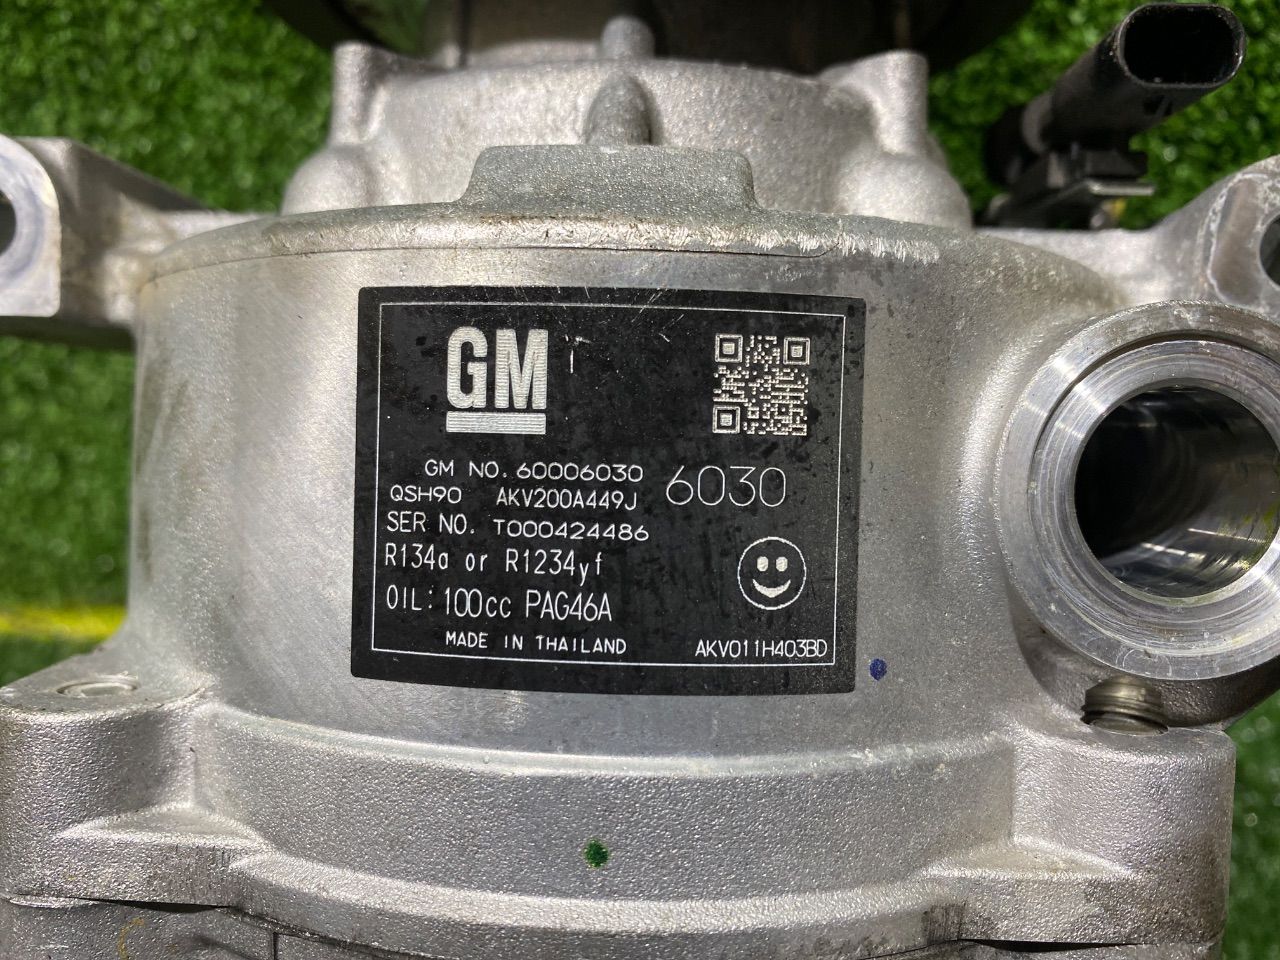 GM
GM NO. 60006030 6030
QSH90 AKV200A449J
SER NO. T000424486
R134a or R1234yf
OIL: 100cc PAG46A
MADE IN THAILAND AKV011H403BD